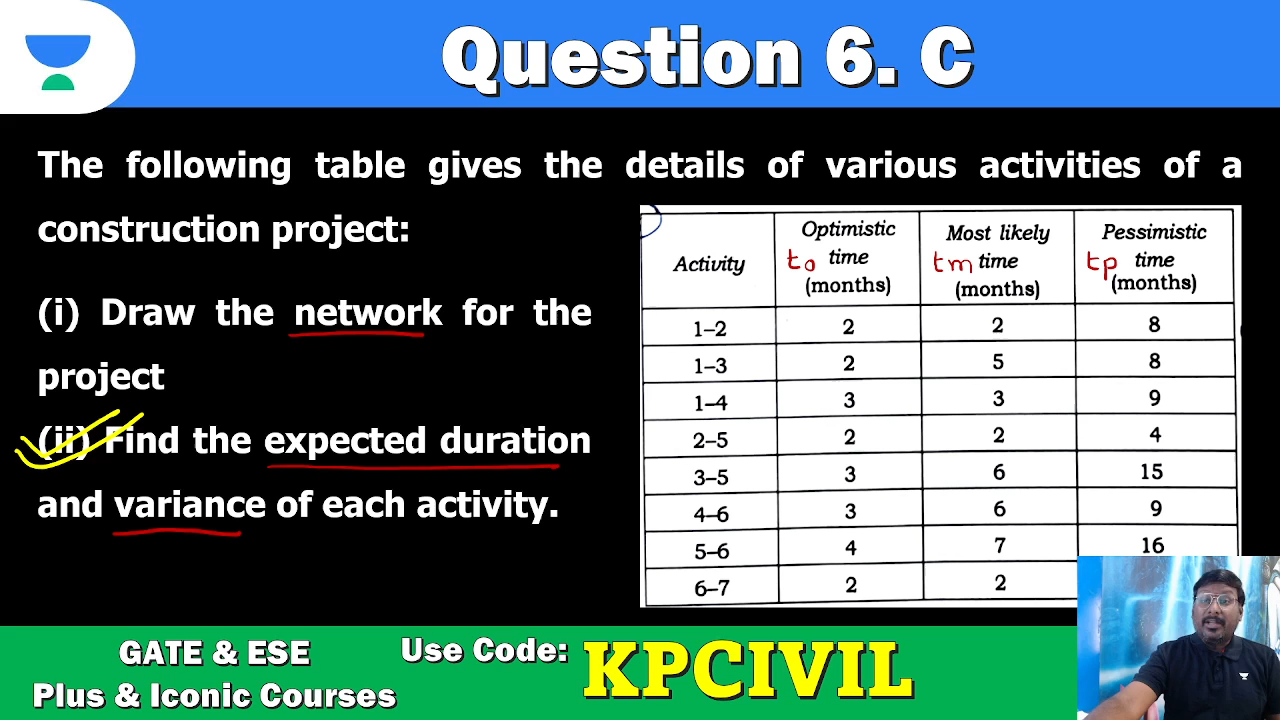 Question 6. C
The following table gives the details of various activities of a
construction project:
(i) Draw the network for the
project
(ii) Find the expected duration
and variance of each activity.
Activity Optimistic time (months) Most likely time (months) Pessimistic time (months)
to tm tp
1–2 2 2 8
1–3 2 5 8
1–4 3 3 9
2–5 2 2 4
3–5 3 6 15
4–6 3 6 9
5–6 4 7 16
6–7 2 2
GATE & ESE
Plus & Iconic Courses
Use Code:
KPCIVIL